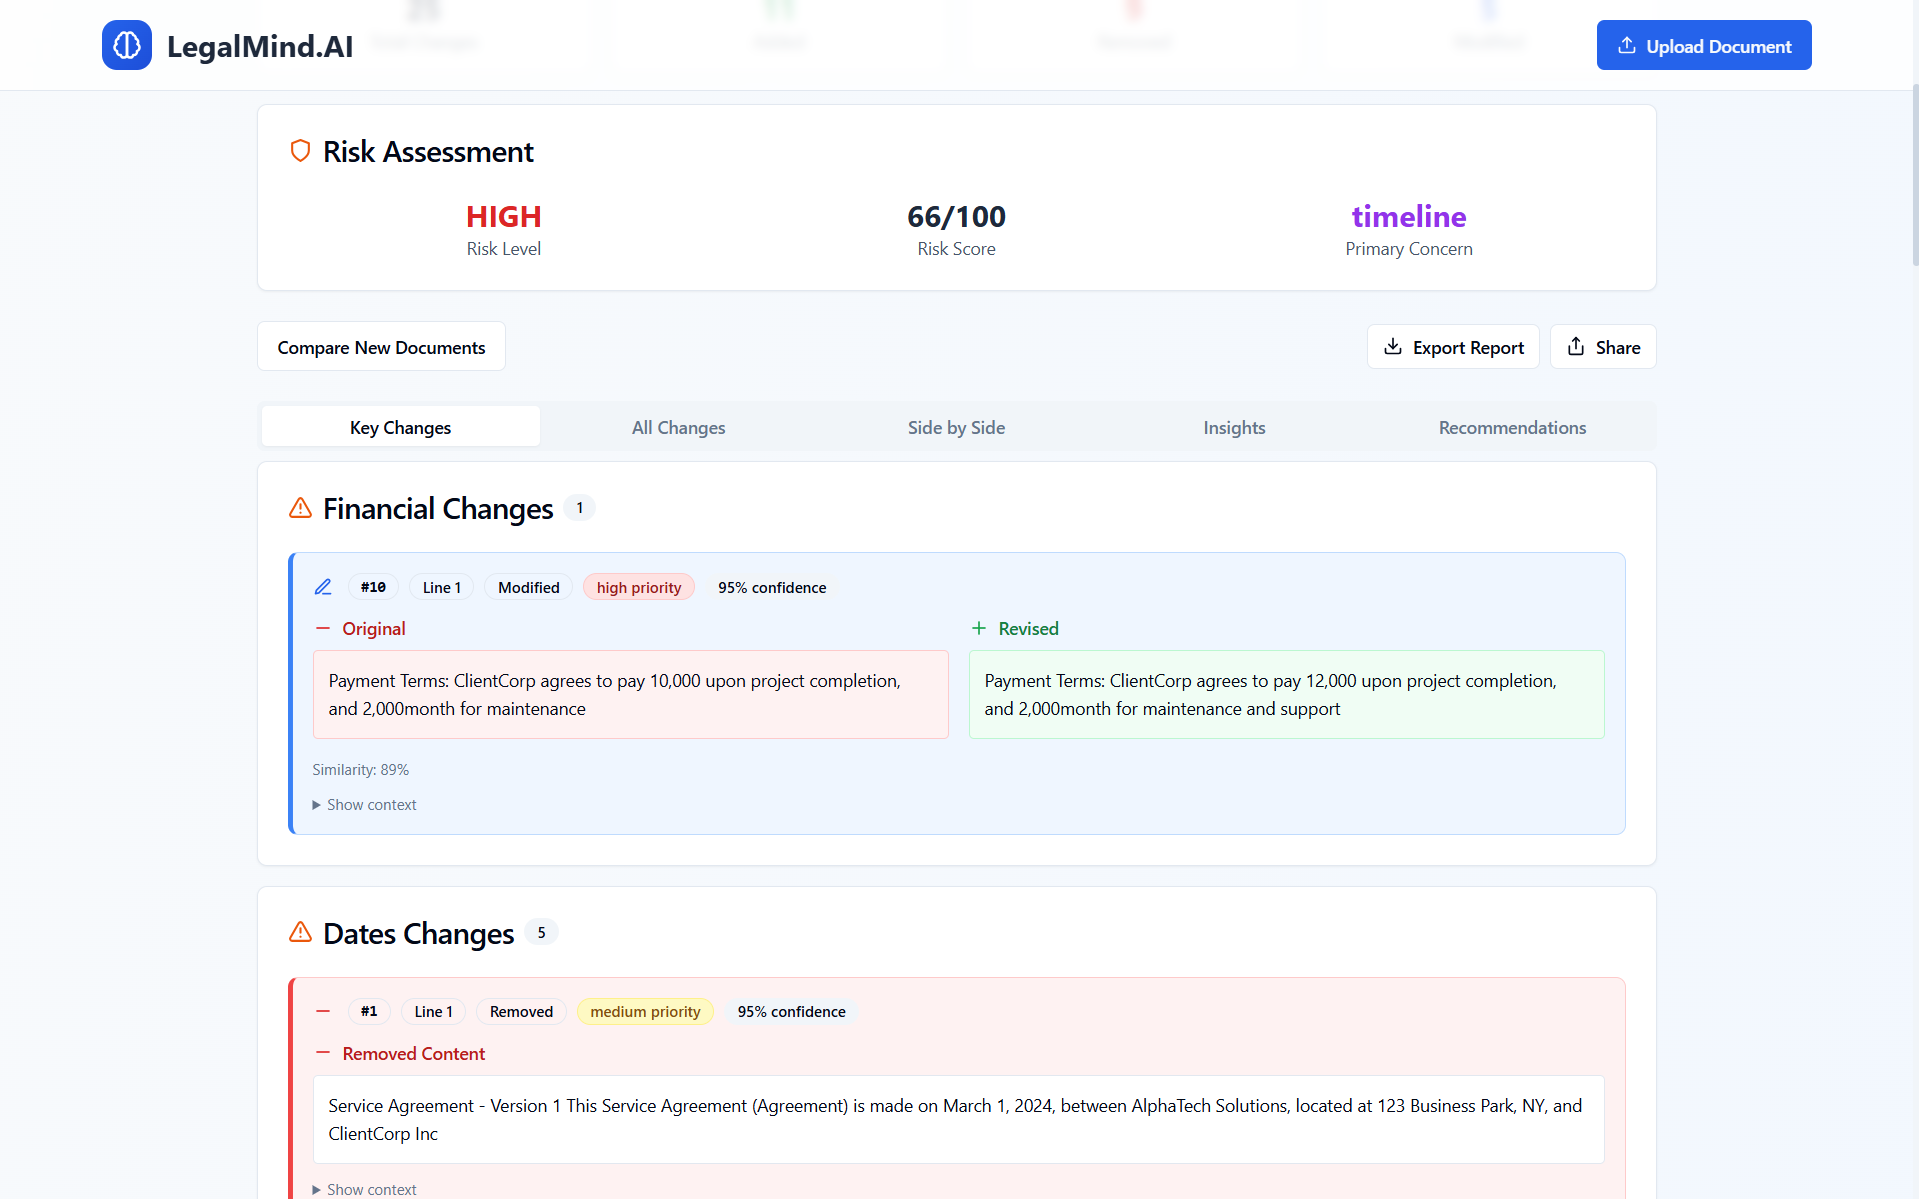 LegalMind.AI
Upload Document
Risk Assessment
HIGH
Risk Level
66/100
Risk Score
timeline
Primary Concern
Compare New Documents
Export Report
Share
Key Changes
All Changes
Side by Side
Insights
Recommendations
Financial Changes 1
#10 Line 1 Modified high priority 95% confidence
Original
Payment Terms: ClientCorp agrees to pay 10,000 upon project completion,
and 2,000month for maintenance
Revised
Payment Terms: ClientCorp agrees to pay 12,000 upon project completion,
and 2,000month for maintenance and support
Similarity: 89%
Show context
Dates Changes 5
#1 Line 1 Removed medium priority 95% confidence
Removed Content
Service Agreement - Version 1 This Service Agreement (Agreement) is made on March 1, 2024, between AlphaTech Solutions, located at 123 Business Park, NY, and
ClientCorp Inc
Show context